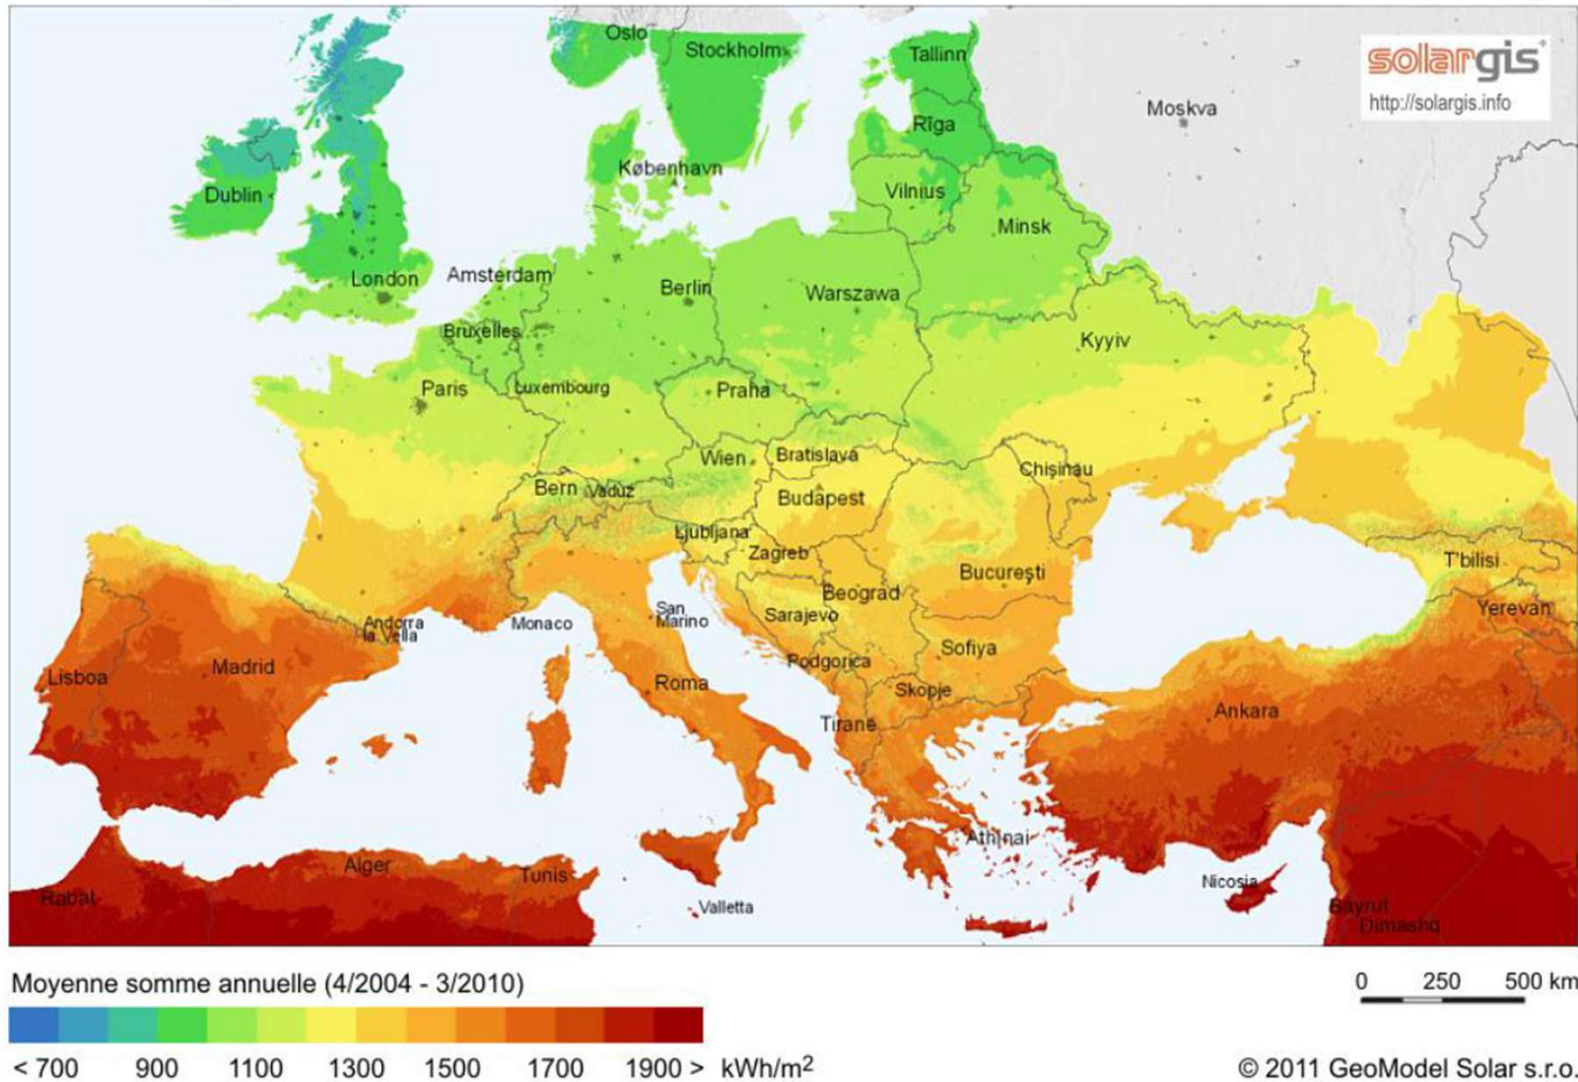 Oslo
Stockholm
Tallinn
solargis
http://solargis.info
Moskva
Rīga
København
Dublin
Vilnius
Minsk
London
Amsterdam
Berlin
Warszawa
Bruxelles
Kyyiv
Paris
Luxembourg
Praha
Wien
Bratislava
Chișinau
Bern
Vaduz
Budapest
Ljubljana
Zagreb
T'bilisi
București
Beograd
Yerevan
San
Marino
Sarajevo
Andorra
la Vella
Monaco
Sofiya
Podgorica
Lisboa
Madrid
Roma
Skopje
Ankara
Tiranë
Athinai
Alger
Tunis
Nicosia
Rabat
Valletta
Bayrut
Dimashq
Moyenne somme annuelle (4/2004 - 3/2010)
0 250 500 km
< 700 900 1100 1300 1500 1700 1900 > kWh/m²
© 2011 GeoModel Solar s.r.o.